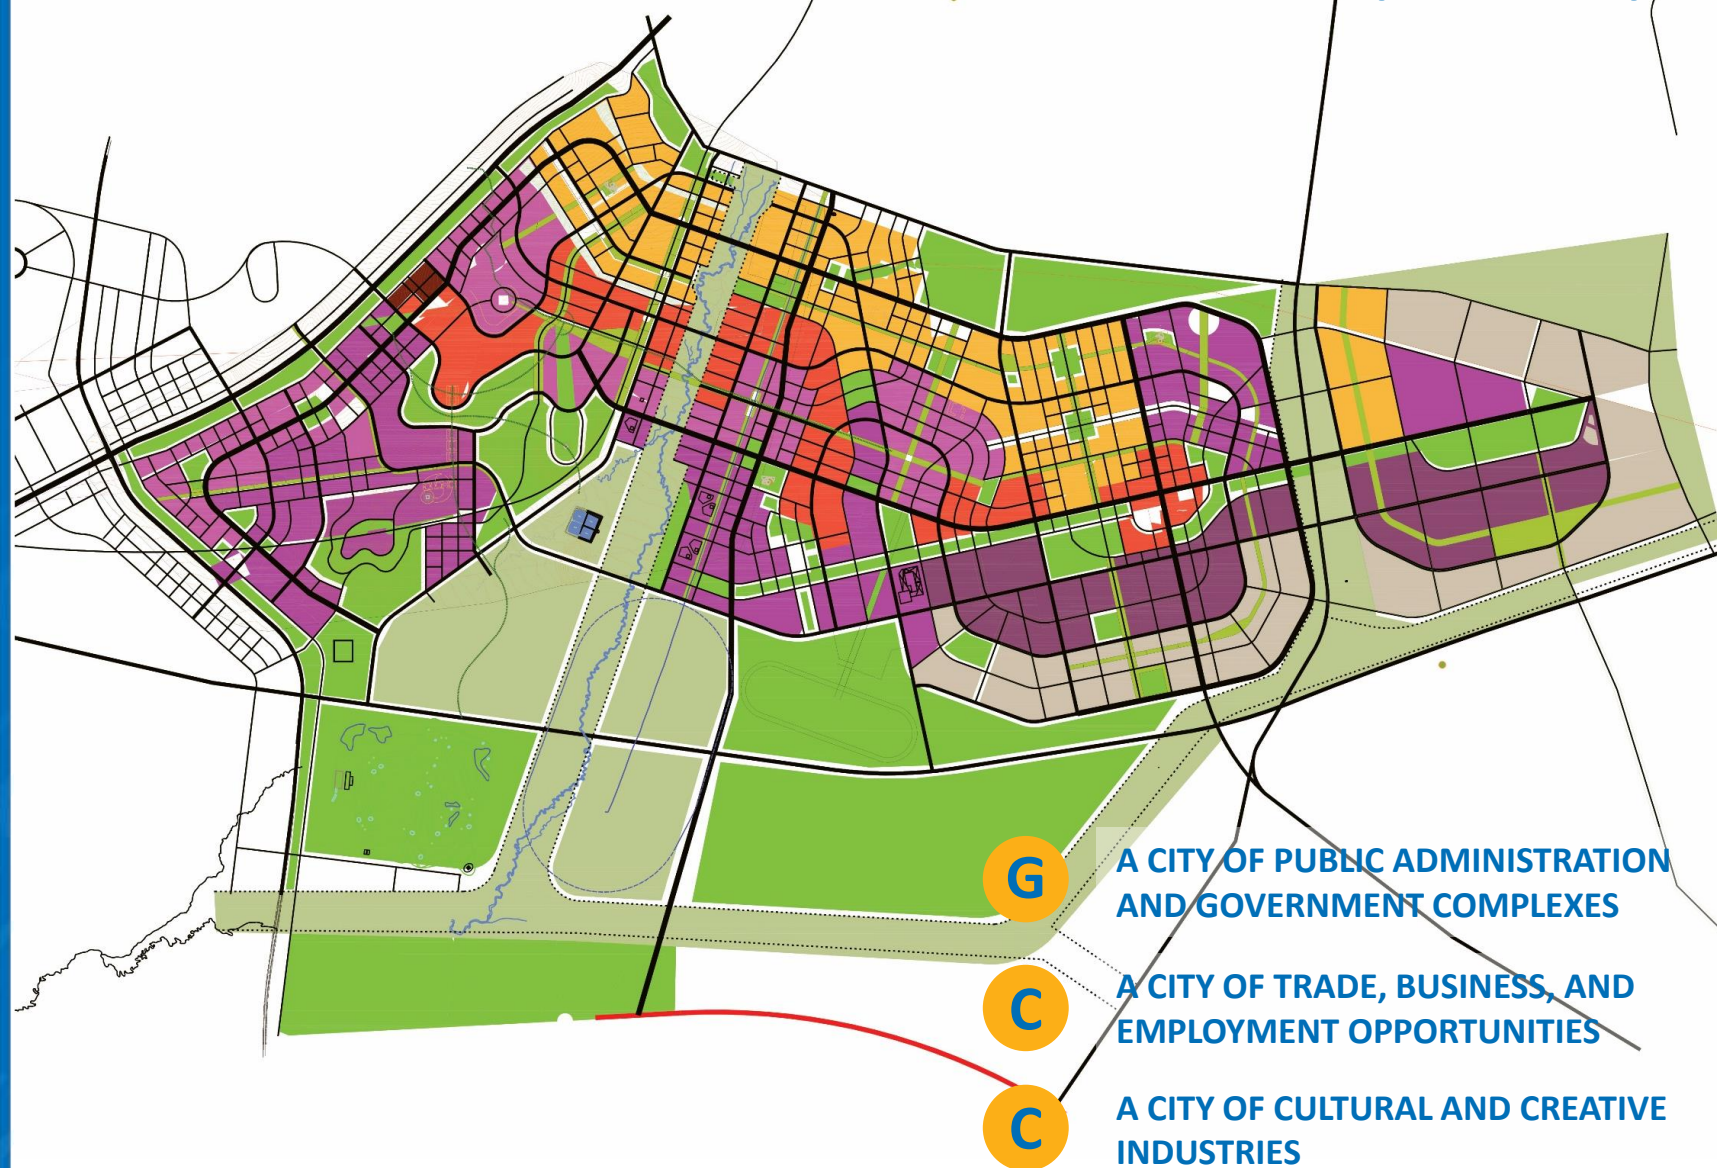 G
A CITY OF PUBLIC ADMINISTRATION
AND GOVERNMENT COMPLEXES
C
A CITY OF TRADE, BUSINESS, AND
EMPLOYMENT OPPORTUNITIES
C
A CITY OF CULTURAL AND CREATIVE
INDUSTRIES